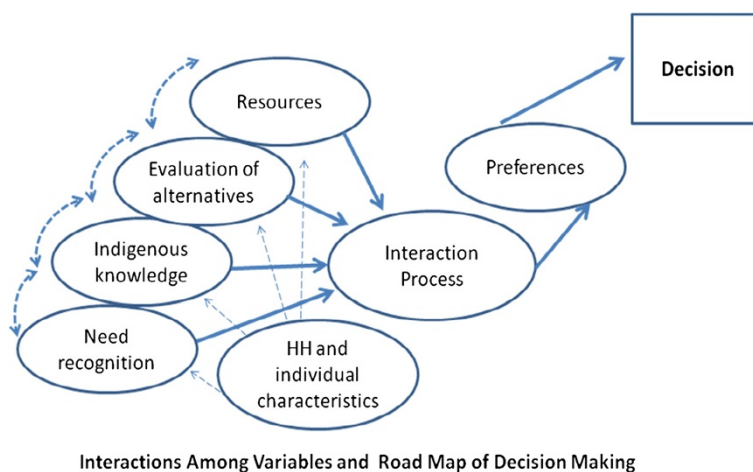 Decision
Resources
Preferences
Evaluation of
alternatives
Indigenous
knowledge
Interaction
Process
Need
recognition
HH and
individual
characteristics
Interactions Among Variables and Road Map of Decision Making